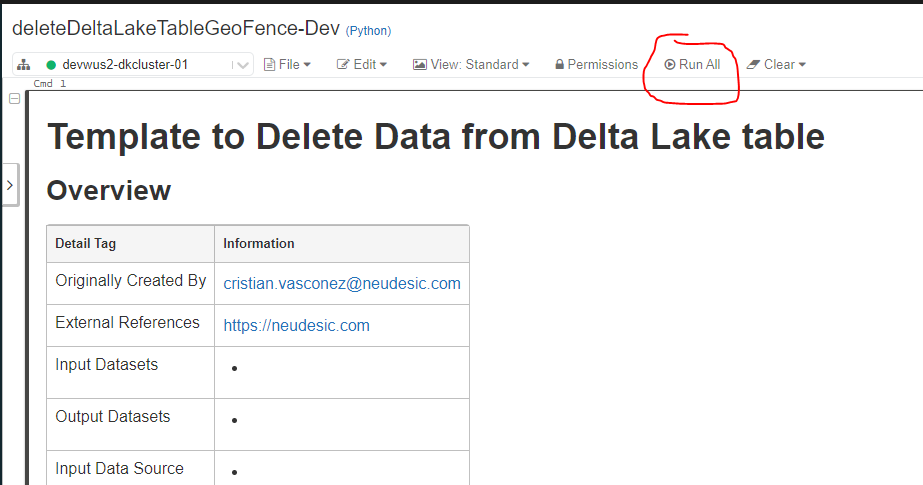 deleteDeltaLakeTableGeoFence-Dev (Python)
devwus2-dkcluster-01 File Edit View: Standard Permissions Run All Clear
Cmd 1
Template to Delete Data from Delta Lake table
Overview
Detail Tag Information
Originally Created By cristian.vasconez@neudesic.com
External References https://neudesic.com
Input Datasets •
Output Datasets •
Input Data Source •